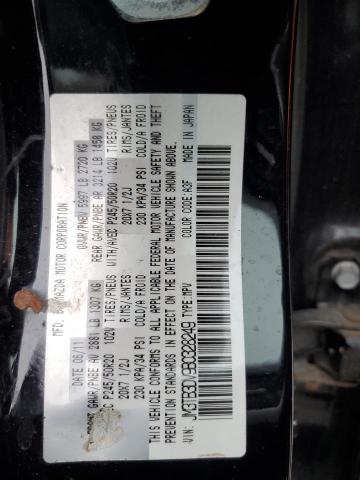 MFD. BY MAZDA MOTOR CORPORATION
DATE 06/11 GVWR/PNBV 5997 LB 2720 KG
FRONT GAWR/PNBE AV 2881 LB 1307 KG REAR GAWR/PNBE AR 3214 LB 1458 KG
WITH/AVEC P245/50R20 102V TIRES/PNEUS WITH/AVEC P245/50R20 102V TIRES/PNEUS
20X7 1/2J RIMS/JANTES 20X7 1/2J RIMS/JANTES
230 KPA/34 PSI COLD/A FROID 230 KPA/34 PSI COLD/A FROID
THIS VEHICLE CONFORMS TO ALL APPLICABLE FEDERAL MOTOR VEHICLE SAFETY AND THEFT
PREVENTION STANDARDS IN EFFECT ON THE DATE OF MANUFACTURE SHOWN ABOVE.
TYPE:MPV COLOR CODE:A3F MADE IN JAPAN